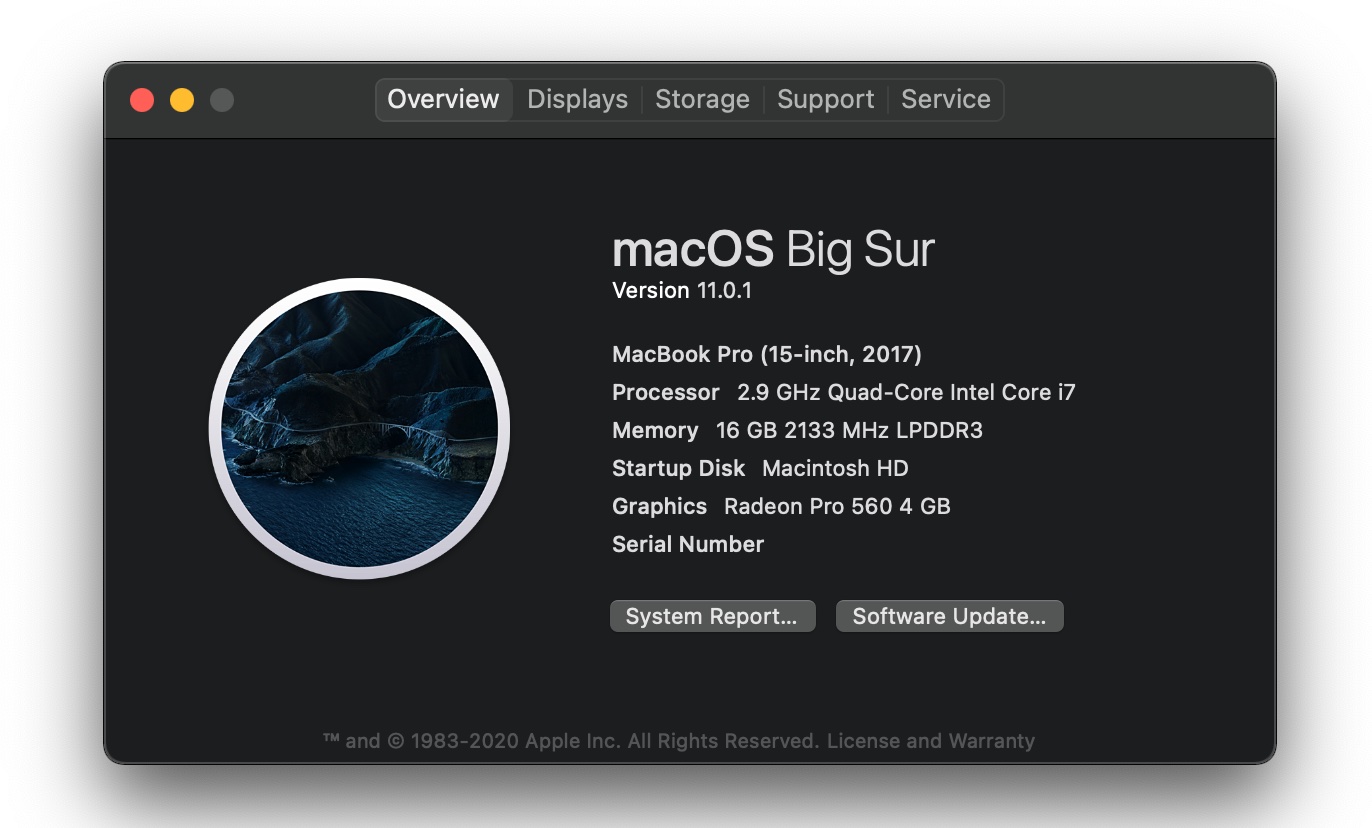 Overview Displays Storage Support Service
macOS Big Sur
Version 11.0.1
MacBook Pro (15-inch, 2017)
Processor 2.9 GHz Quad-Core Intel Core i7
Memory 16 GB 2133 MHz LPDDR3
Startup Disk Macintosh HD
Graphics Radeon Pro 560 4 GB
Serial Number
System Report... Software Update...
™ and © 1983-2020 Apple Inc. All Rights Reserved. License and Warranty